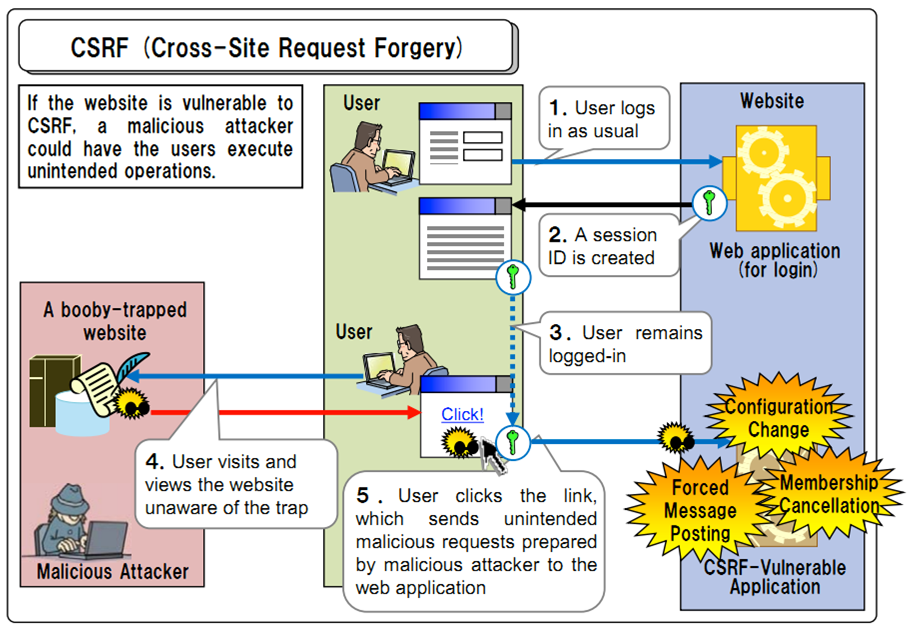 CSRF (Cross-Site Request Forgery)
If the website is vulnerable to
CSRF, a malicious attacker
could have the users execute
unintended operations.
User
1. User logs
in as usual
Website
2. A session
ID is created
Web application
(for login)
A booby-trapped
website
User
3. User remains
logged-in
Click!
4. User visits and
views the website
unaware of the trap
5. User clicks the link,
which sends unintended
malicious requests prepared
by malicious attacker to the
web application
Configuration
Change
Forced
Message
Posting
Membership
Cancellation
Malicious Attacker
CSRF-Vulnerable
Application